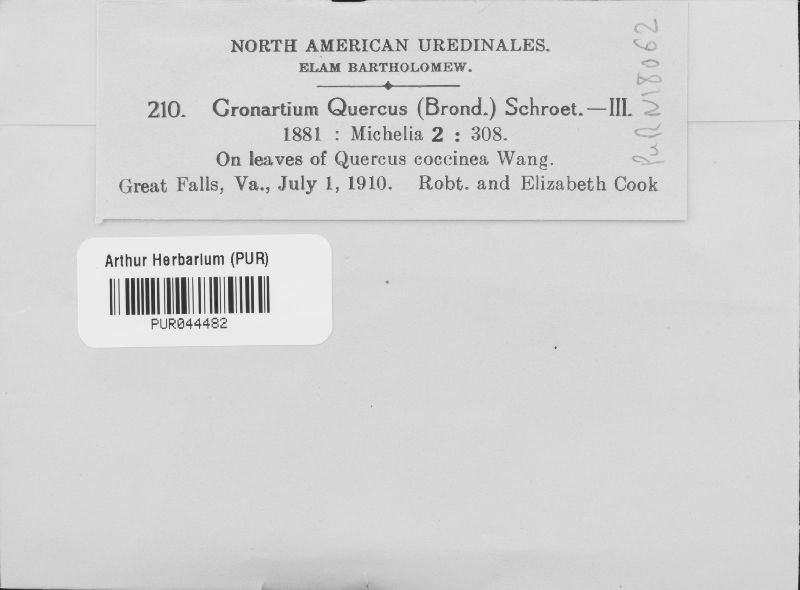 NORTH AMERICAN UREDINALES.
ELAM BARTHOLOMEW.
210. Cronartium Quercus (Brond.) Schroet.—III.
1881 : Michelia 2 : 308.
On leaves of Quercus coccinea Wang.
Great Falls, Va., July 1, 1910. Robt. and Elizabeth Cook
PUR N18062
Arthur Herbarium (PUR)
PUR044482